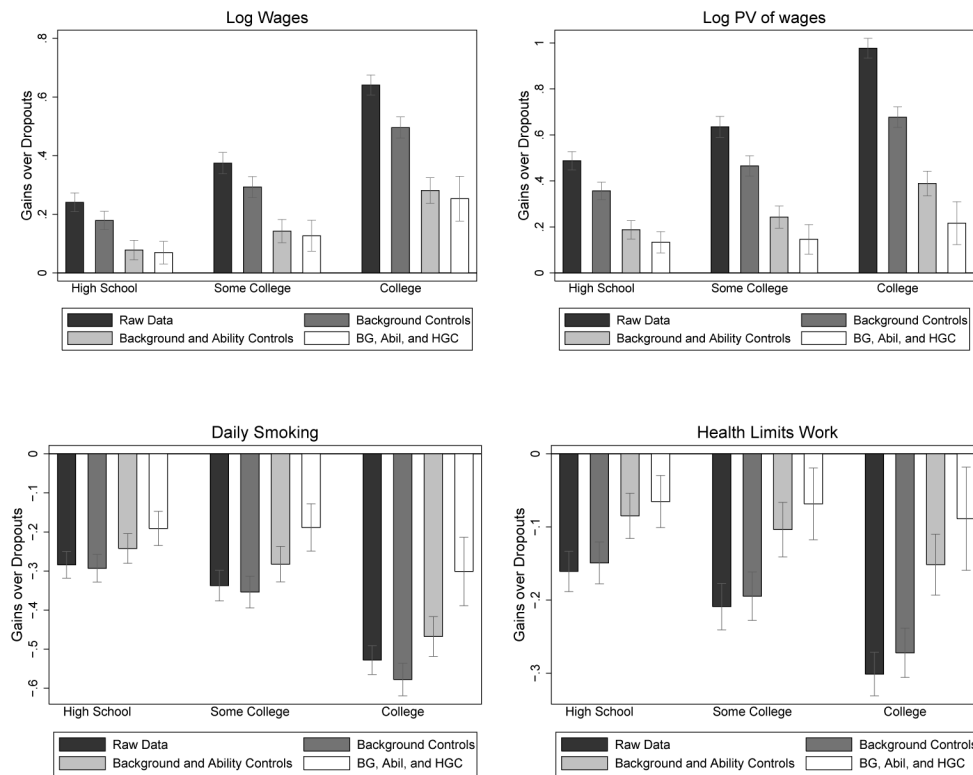 Log Wages
Gains over Dropouts
.8
.6
.4
.2
0
High School Some College College
Raw Data Background Controls
Background and Ability Controls BG, Abil, and HGC
Log PV of wages
Gains over Dropouts
1
.8
.6
.4
.2
0
High School Some College College
Raw Data Background Controls
Background and Ability Controls BG, Abil, and HGC
Daily Smoking
Gains over Dropouts
0
-.1
-.2
-.3
-.4
-.5
-.6
High School Some College College
Raw Data Background Controls
Background and Ability Controls BG, Abil, and HGC
Health Limits Work
Gains over Dropouts
0
-.1
-.2
-.3
High School Some College College
Raw Data Background Controls
Background and Ability Controls BG, Abil, and HGC